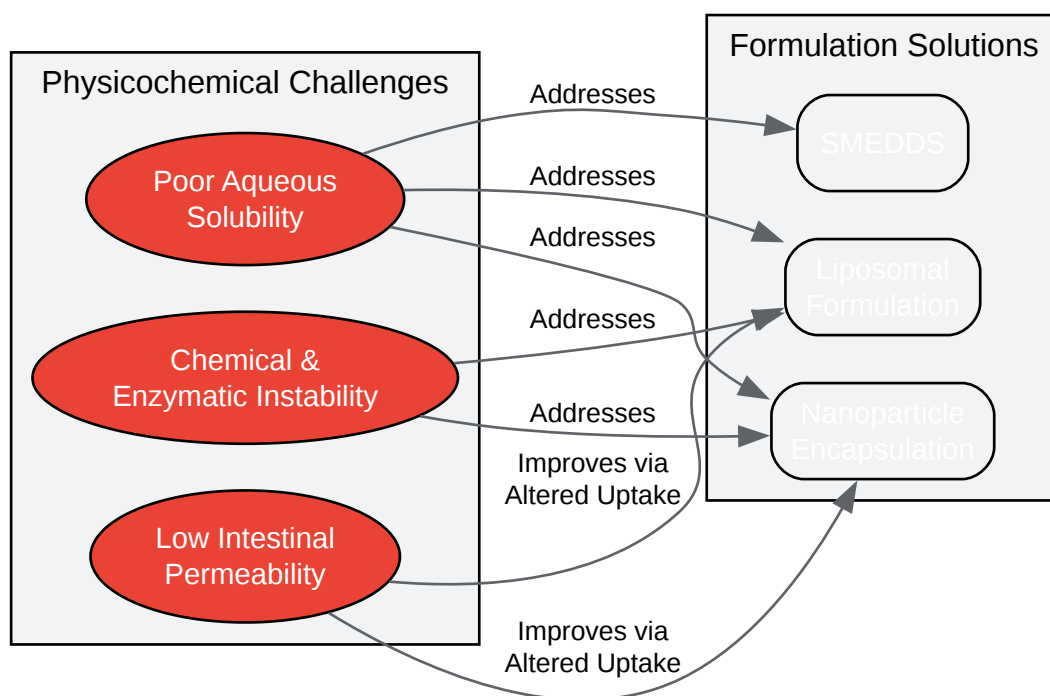 Physicochemical Challenges
Poor Aqueous
Solubility
Chemical &
Enzymatic Instability
Low Intestinal
Permeability
Addresses
Addresses
Addresses
Addresses
Addresses
Improves via
Altered Uptake
Improves via
Altered Uptake
Formulation Solutions
SMEDDS
Liposomal
Formulation
Nanoparticle
Encapsulation